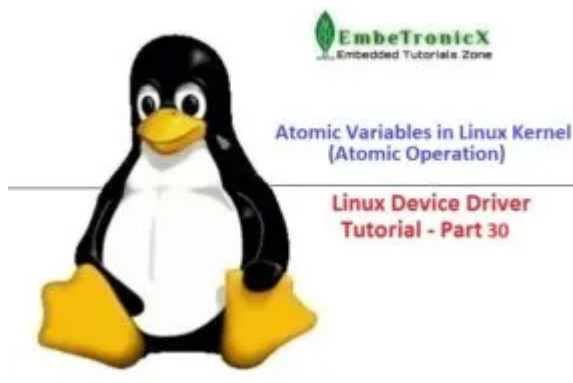 EmbeTronicX
Embedded Tutorials Zone
Atomic Variables in Linux Kernel
(Atomic Operation)
Linux Device Driver
Tutorial - Part 30